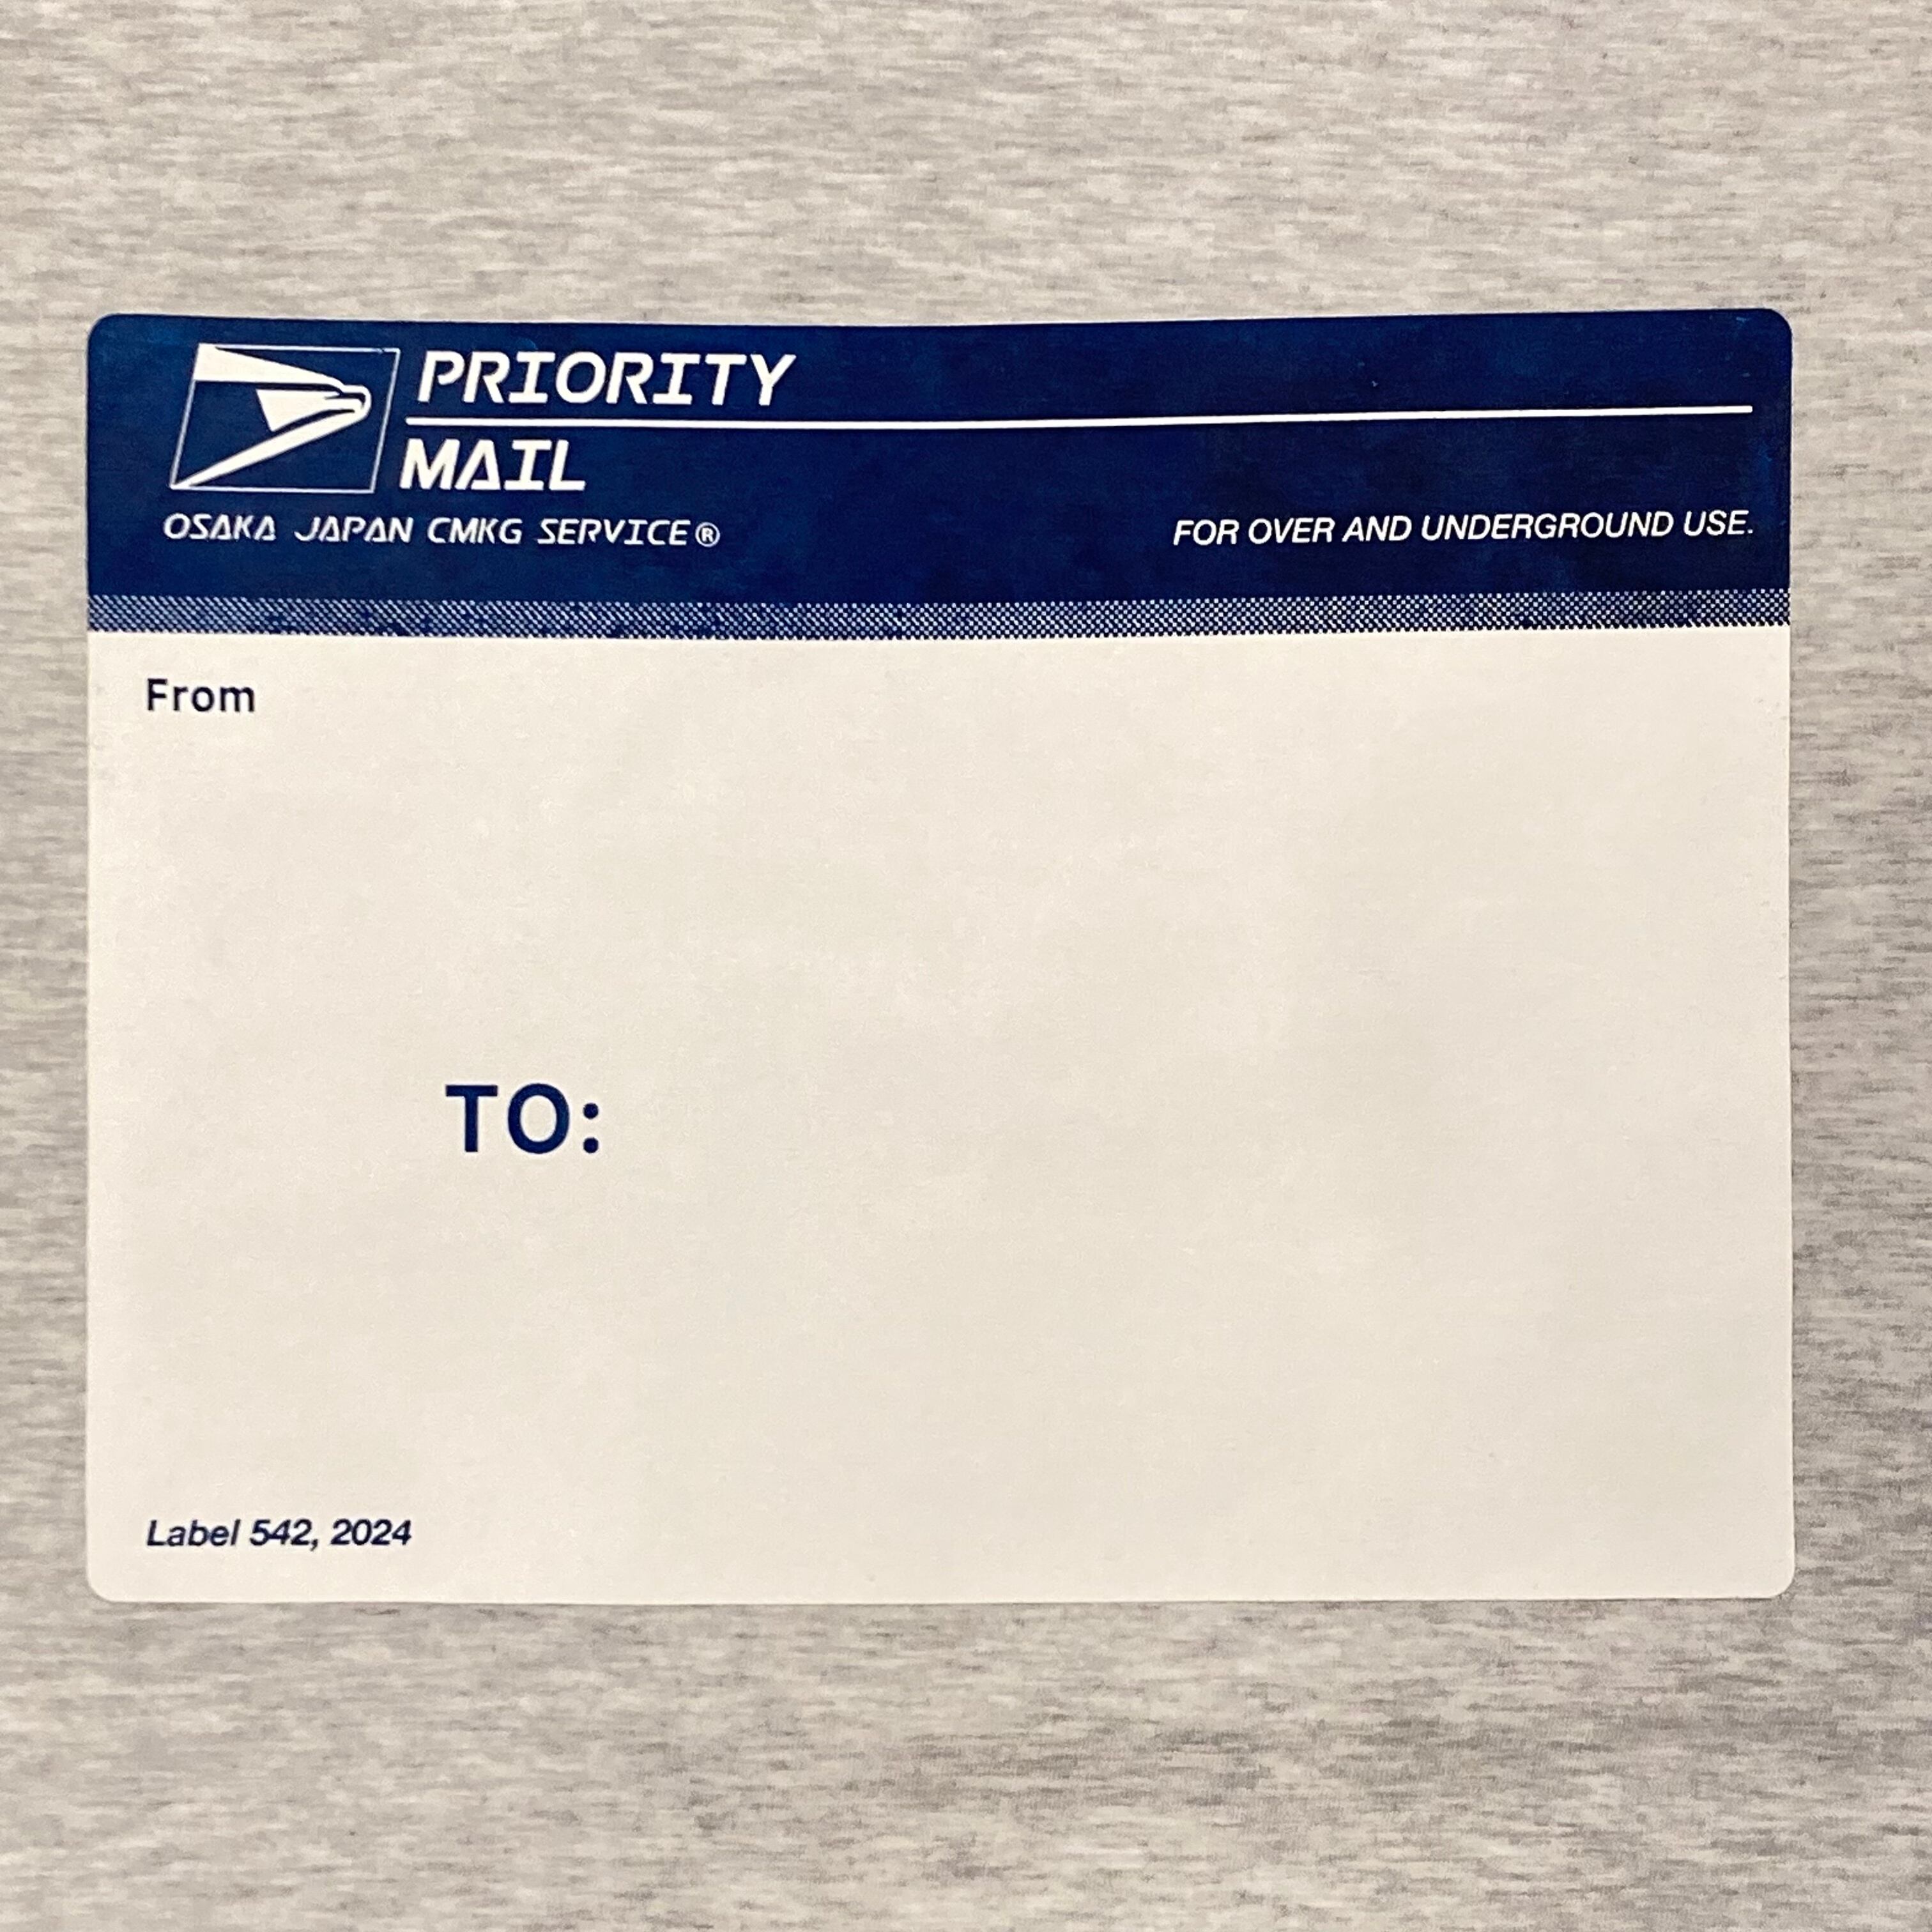 PRIORITY
MAIL
OSAKA JAPAN CMKG SERVICE®
FOR OVER AND UNDERGROUND USE.
From
TO:
Label 542, 2024